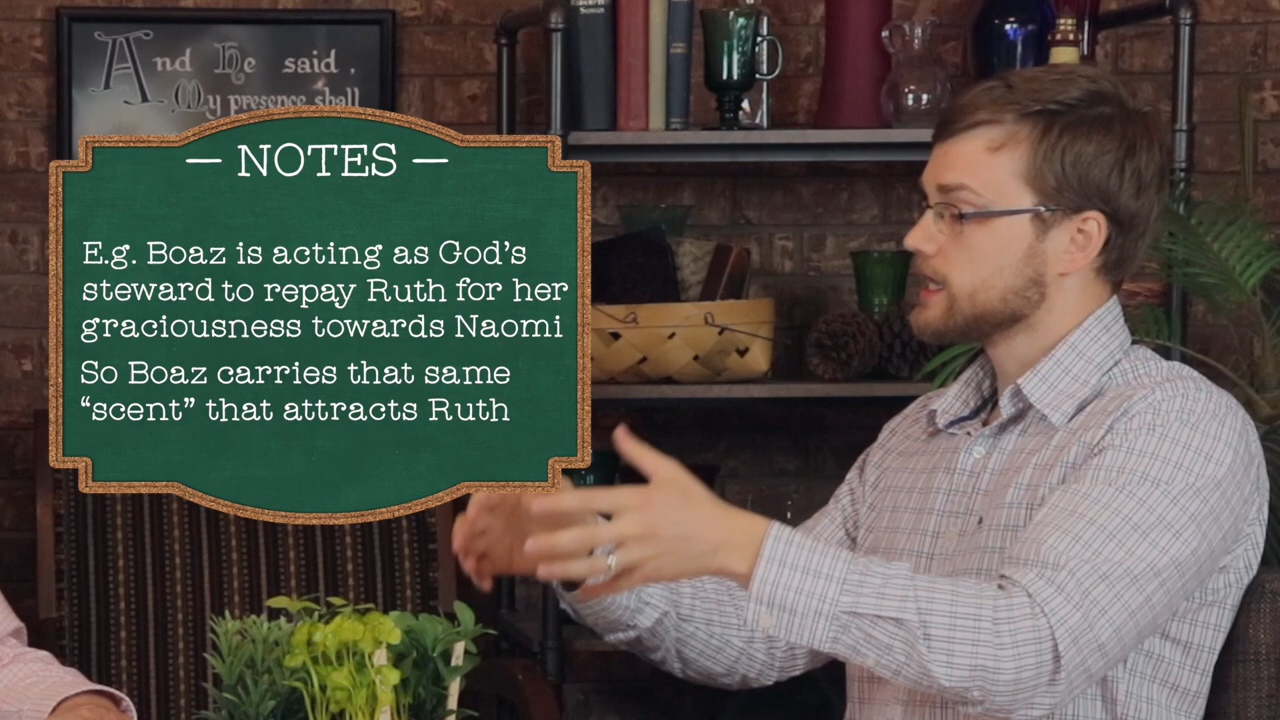 And He said,
My presence shall
— NOTES —
E.g. Boaz is acting as God's
steward to repay Ruth for her
graciousness towards Naomi
So Boaz carries that same
“scent” that attracts Ruth